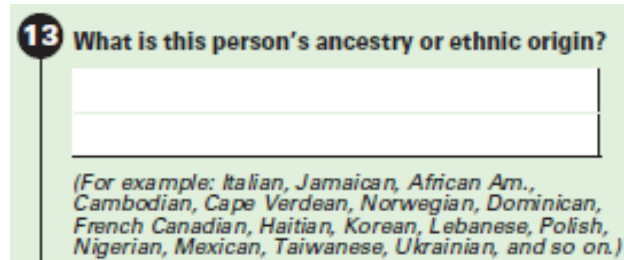 13 What is this person's ancestry or ethnic origin?
(For example: Italian, Jamaican, African Am.,
Cambodian, Cape Verdean, Norwegian, Dominican,
French Canadian, Haitian, Korean, Lebanese, Polish,
Nigerian, Mexican, Taiwanese, Ukrainian, and so on.)